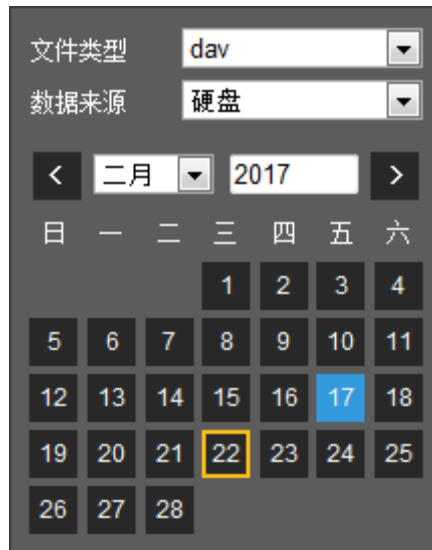 文件类型 dav
数据来源 硬盘
< 二月 2017 >
日 一 二 三 四 五 六
1 2 3 4
5 6 7 8 9 10 11
12 13 14 15 16 17 18
19 20 21 22 23 24 25
26 27 28